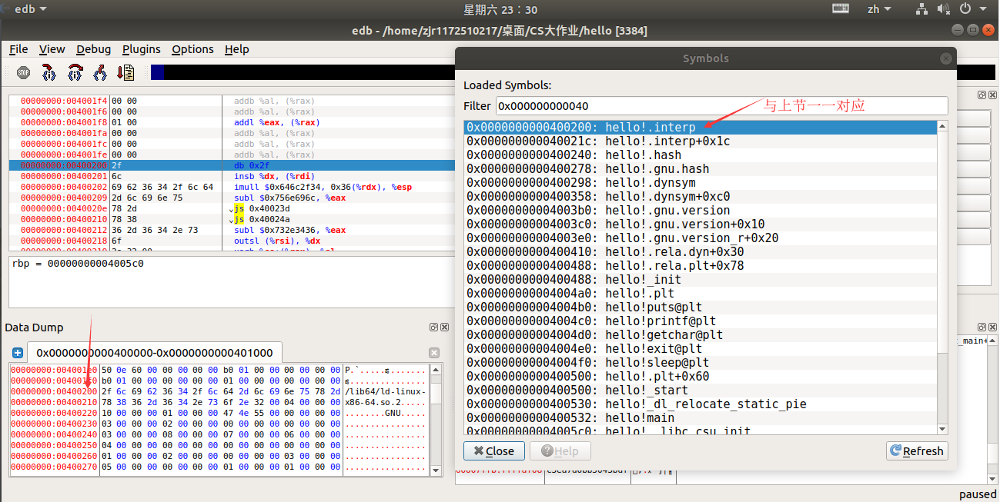 edb
星期六 23：30
zh
edb - /home/zjr1172510217/桌面/CS大作业/hello [3384]
File View Debug Plugins Options Help
STOP
00000000:004001f4 00 00 addb %al, (%rax)
00000000:004001f6 00 00 addb %al, (%rax)
00000000:004001f8 01 00 addl %eax, (%rax)
00000000:004001fa 00 00 addb %al, (%rax)
00000000:004001fc 00 00 addb %al, (%rax)
00000000:004001fe 00 00 addb %al, (%rax)
00000000:00400200 2f db 0x2f
00000000:00400201 6c insb %dx, (%rdi)
00000000:00400202 69 62 36 34 2f 6c 64 imull $0x646c2f34, 0x36(%rdx), %esp
00000000:00400209 2d 6c 69 6e 75 subl $0x756e696c, %eax
00000000:0040020e 78 2d js 0x40023d
00000000:00400210 78 38 js 0x40024a
00000000:00400212 36 2d 36 34 2e 73 subl $0x732e3436, %eax
00000000:00400218 6f outsl (%rsi), %dx
rbp = 00000000004005c0
Data Dump
0x0000000000400000-0x0000000000401000
00000000:004001e0 50 0e 60 00 00 00 00 00 b0 01 00 00 00 00 00 00
00000000:004001f0 b0 01 00 00 00 00 00 00 01 00 00 00 00 00 00 00
00000000:00400200 2f 6c 69 62 36 34 2f 6c 64 2d 6c 69 6e 75 78 2d /lib64/ld-linux-
00000000:00400210 78 38 36 2d 36 34 2e 73 6f 2e 32 00 04 00 00 00 x86-64.so.2.....
00000000:00400220 10 00 00 00 01 00 00 00 47 4e 55 00 00 00 00 00 ........GNU.....
00000000:00400230 03 00 00 00 02 00 00 00 00 00 00 00 00 00 00 00 ................
00000000:00400240 03 00 00 00 08 00 00 00 07 00 00 00 06 00 00 00 ................
00000000:00400250 04 00 00 00 00 00 00 00 00 00 00 00 00 00 00 00 ................
00000000:00400260 01 00 00 00 02 00 00 00 00 00 00 00 03 00 00 00 ................
00000000:00400270 05 00 00 00 00 00 00 00 01 00 00 00 01 00 00 00 ................
Symbols
Loaded Symbols:
Filter 0x000000000040
与上节一一对应
0x0000000000400200: hello!.interp
0x000000000040021c: hello!.interp+0x1c
0x0000000000400240: hello!.hash
0x0000000000400278: hello!.gnu.hash
0x0000000000400298: hello!.dynsym
0x0000000000400358: hello!.dynsym+0xc0
0x00000000004003b0: hello!.gnu.version
0x00000000004003c0: hello!.gnu.version+0x10
0x00000000004003e0: hello!.gnu.version_r+0x20
0x0000000000400410: hello!.rela.dyn+0x30
0x0000000000400488: hello!.rela.plt+0x78
0x0000000000400488: hello!_init
0x00000000004004a0: hello!.plt
0x00000000004004b0: hello!puts@plt
0x00000000004004c0: hello!printf@plt
0x00000000004004d0: hello!getchar@plt
0x00000000004004e0: hello!exit@plt
0x00000000004004f0: hello!sleep@plt
0x0000000000400500: hello!.plt+0x60
0x0000000000400500: hello!_start
0x0000000000400530: hello!_dl_relocate_static_pie
0x0000000000400532: hello!main
0x00000000004005c0: hello!__libc_csu_init
Close Help Refresh
t_main+
paused